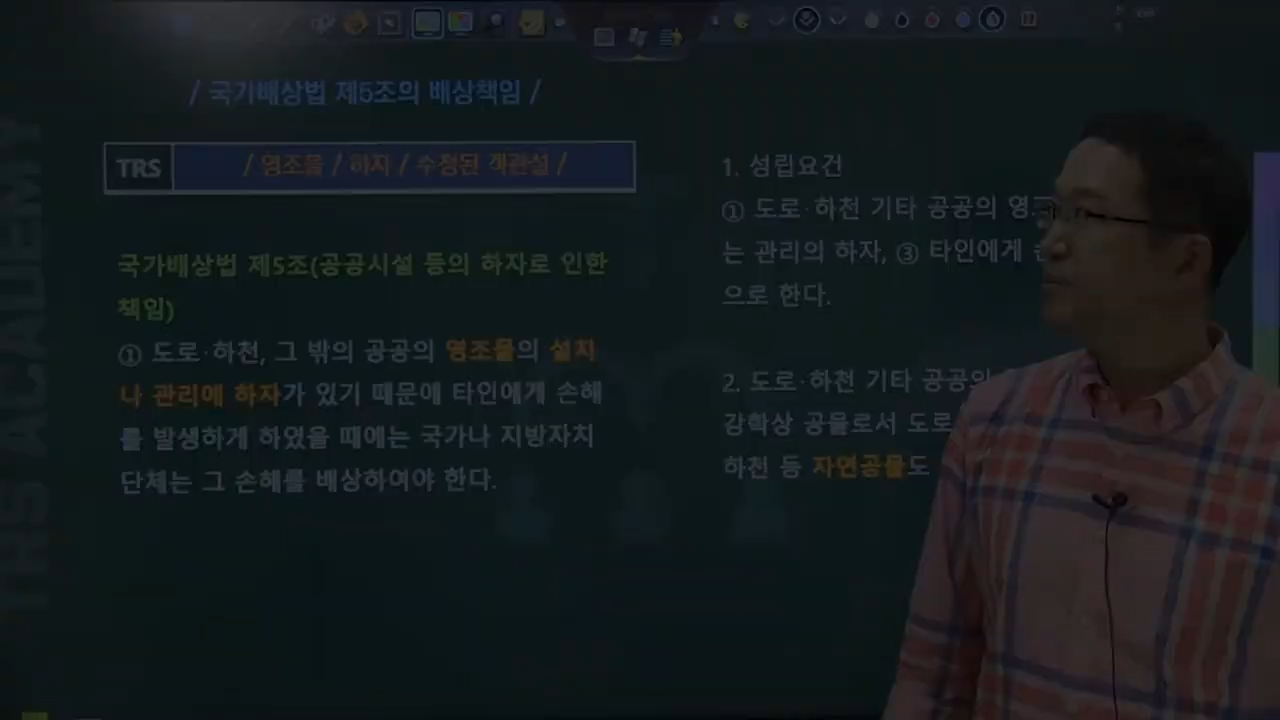 / 국가배상법 제5조의 배상책임 /
TRS
/ 영조물 / 하자 / 수정된 객관설 /
국가배상법 제5조(공공시설 등의 하자로 인한
책임)
① 도로·하천, 그 밖의 공공의 영조물의 설치
나 관리에 하자가 있기 때문에 타인에게 손해
를 발생하게 하였을 때에는 국가나 지방자치
단체는 그 손해를 배상하여야 한다.
1. 성립요건
① 도로·하천 기타 공공의
는 관리의 하자, ③ 타인에게
으로 한다.
2. 도로·하천 기타 공공의
강학상 공물로서 도로
하천 등 자연공물도
THS ACADEMY